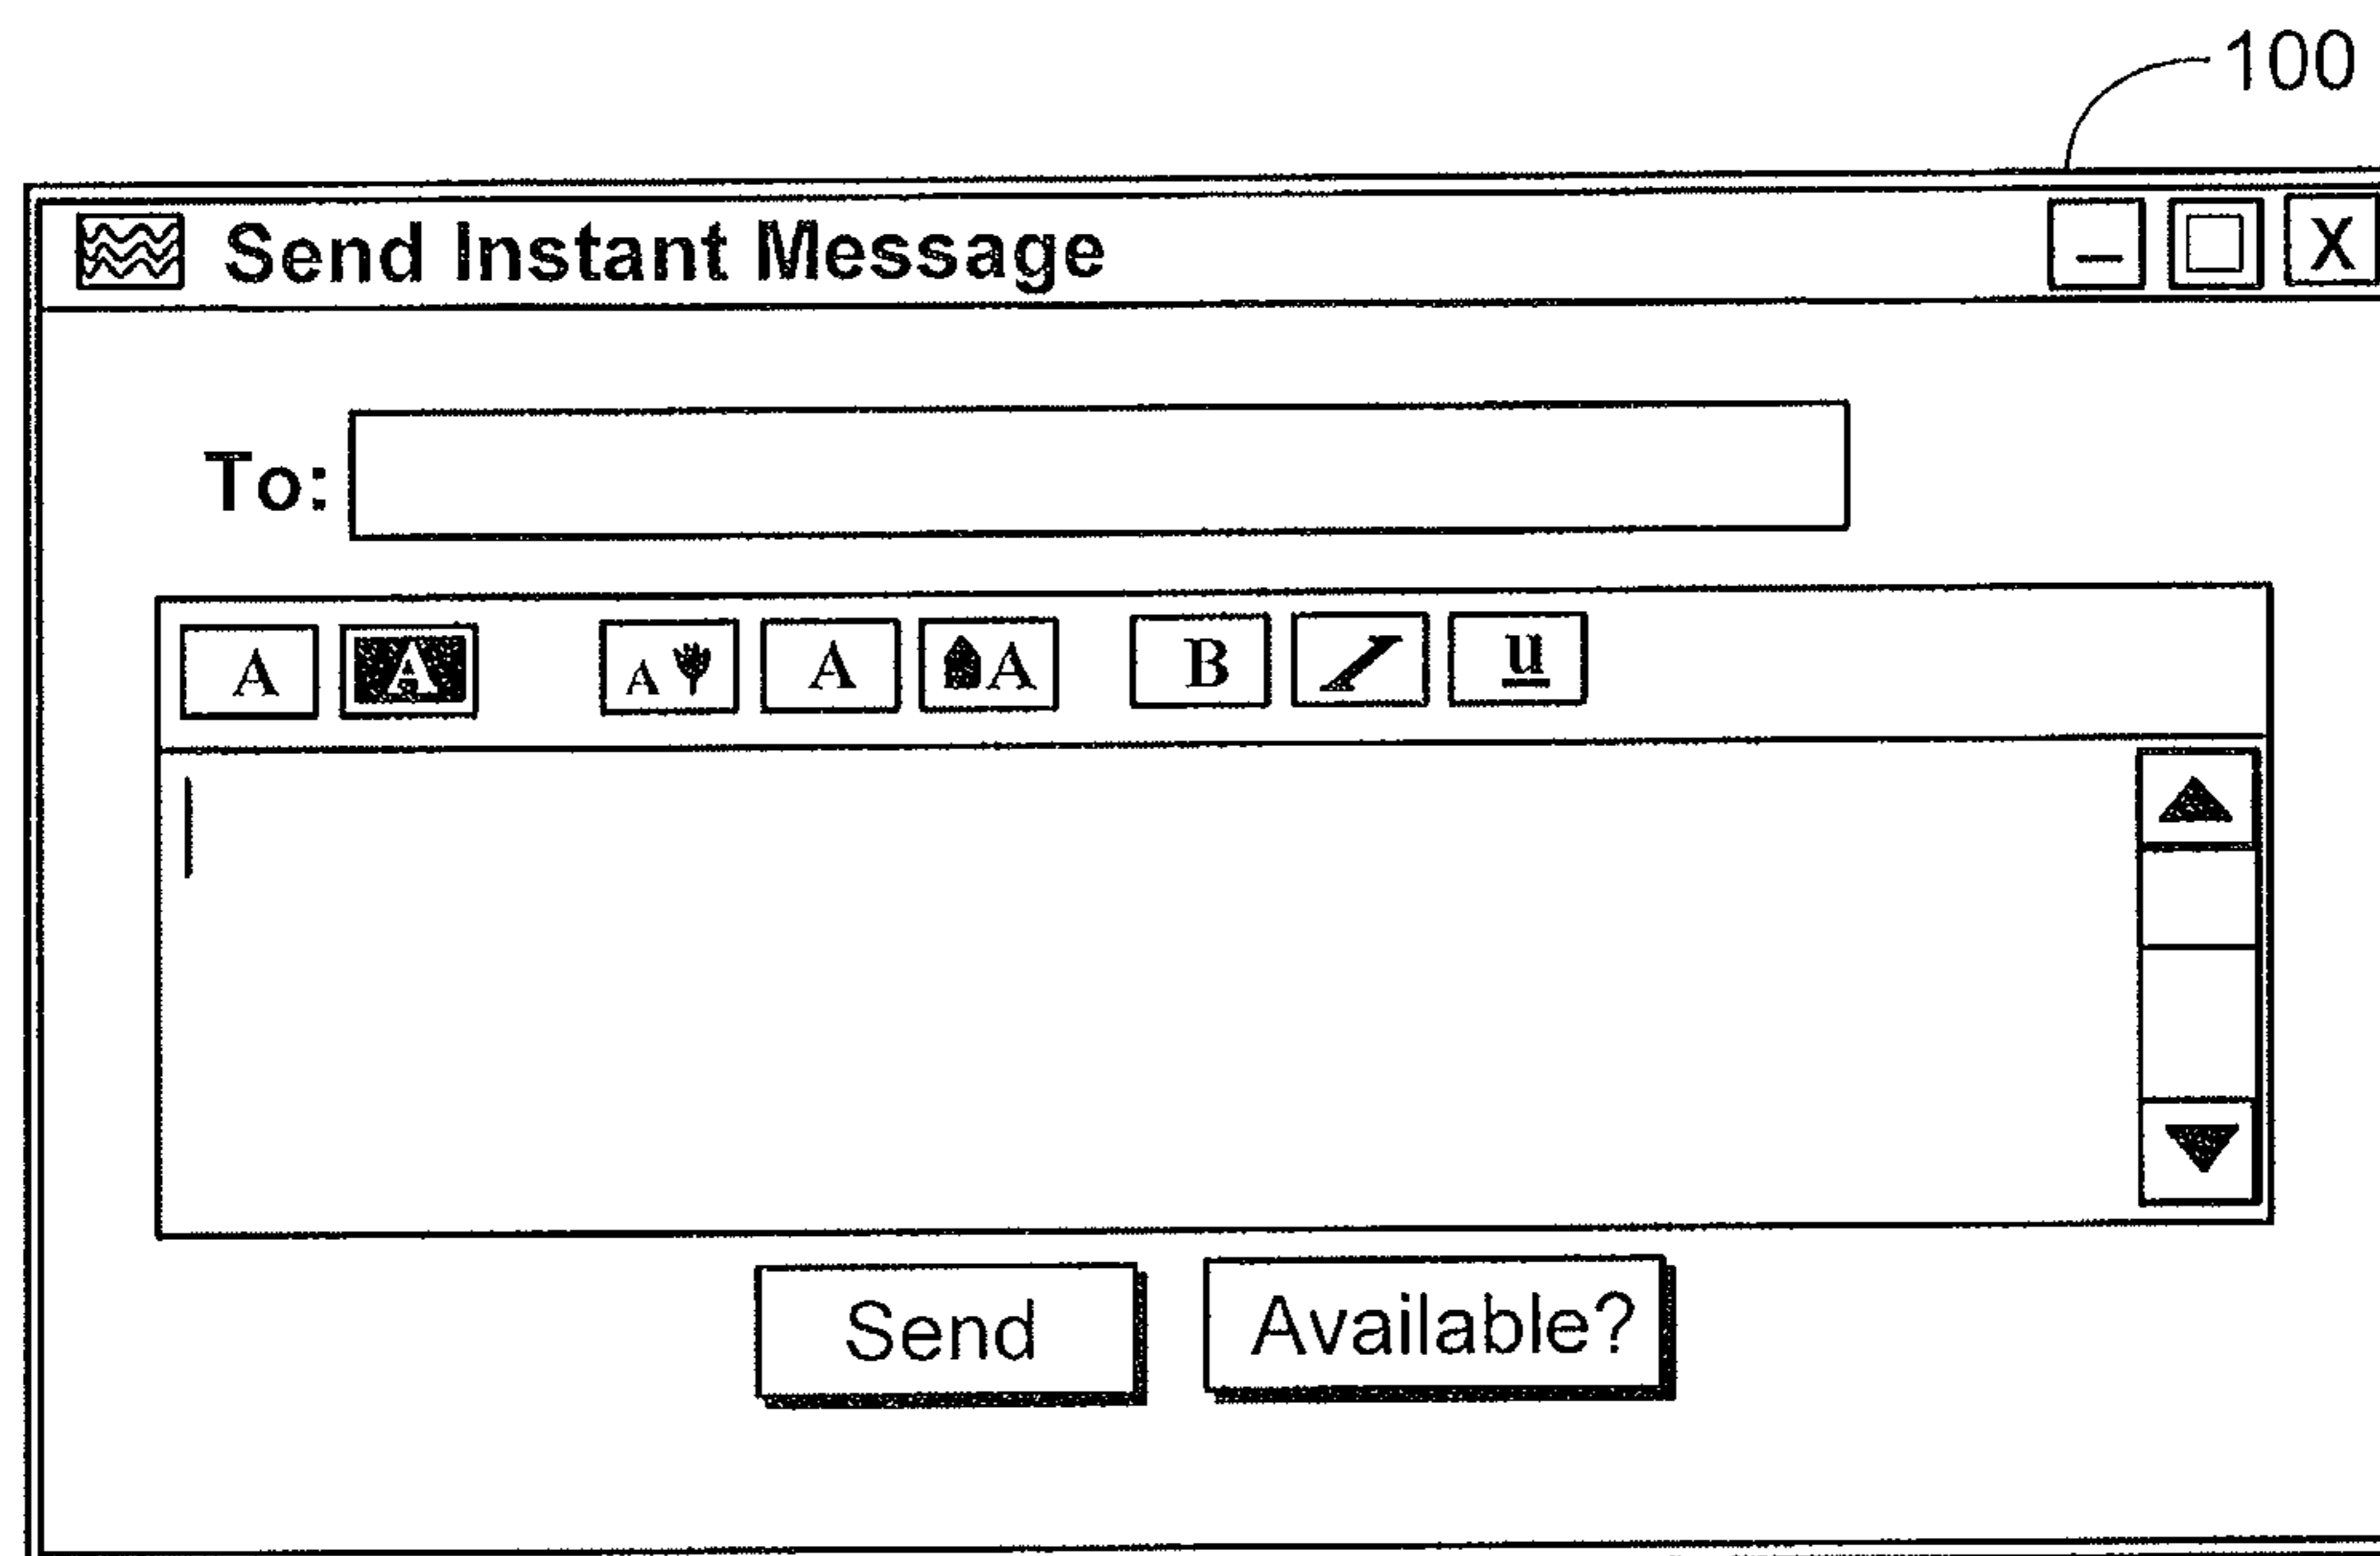 100
Send Instant Message X
To:
A A A A A B I u
Send Available?